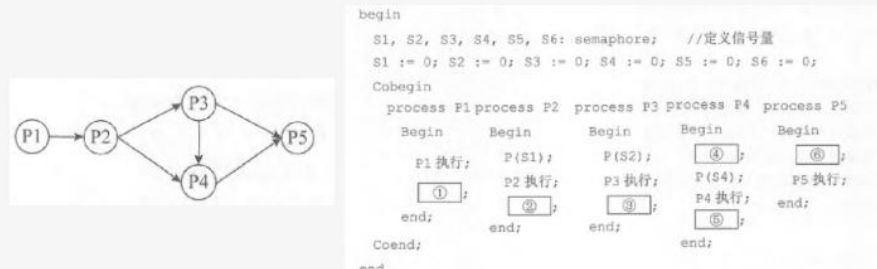 P1
P2
P3
P4
P5
begin
S1, S2, S3, S4, S5, S6: semaphore; //定义信号量
S1 := 0; S2 := 0; S3 := 0; S4 := 0; S5 := 0; S6 := 0;
Cobegin
process P1 process P2 process P3 process P4 process P5
Begin Begin Begin Begin Begin
P1 执行; P(S1); P(S2); ④; ⑥;
①; P2 执行; P3 执行; P(S4); P5 执行;
end; ②; ③; P4 执行; end;
end; end; ⑤;
Coend; end;
end